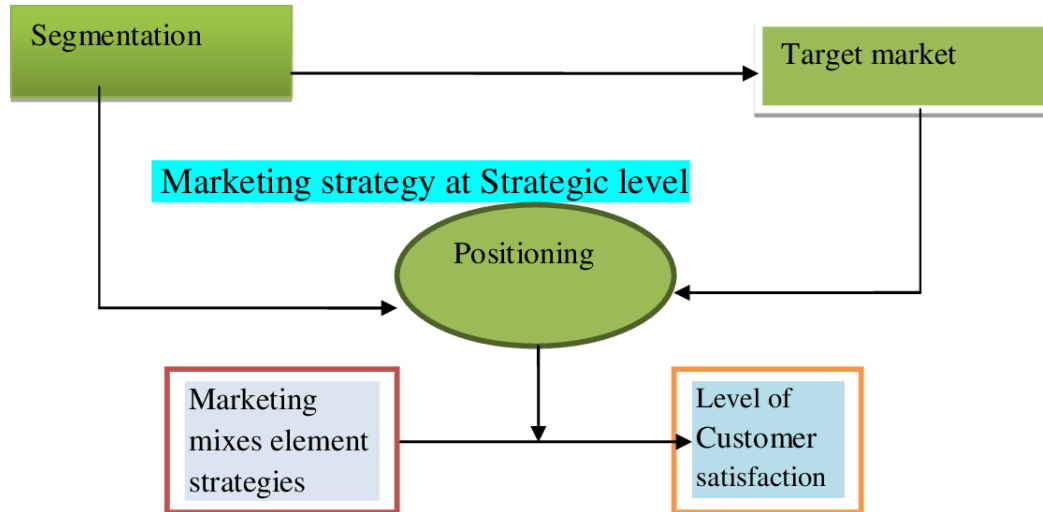 Segmentation
Target market
Marketing strategy at Strategic level
Positioning
Marketing
mixes element
strategies
Level of
Customer
satisfaction